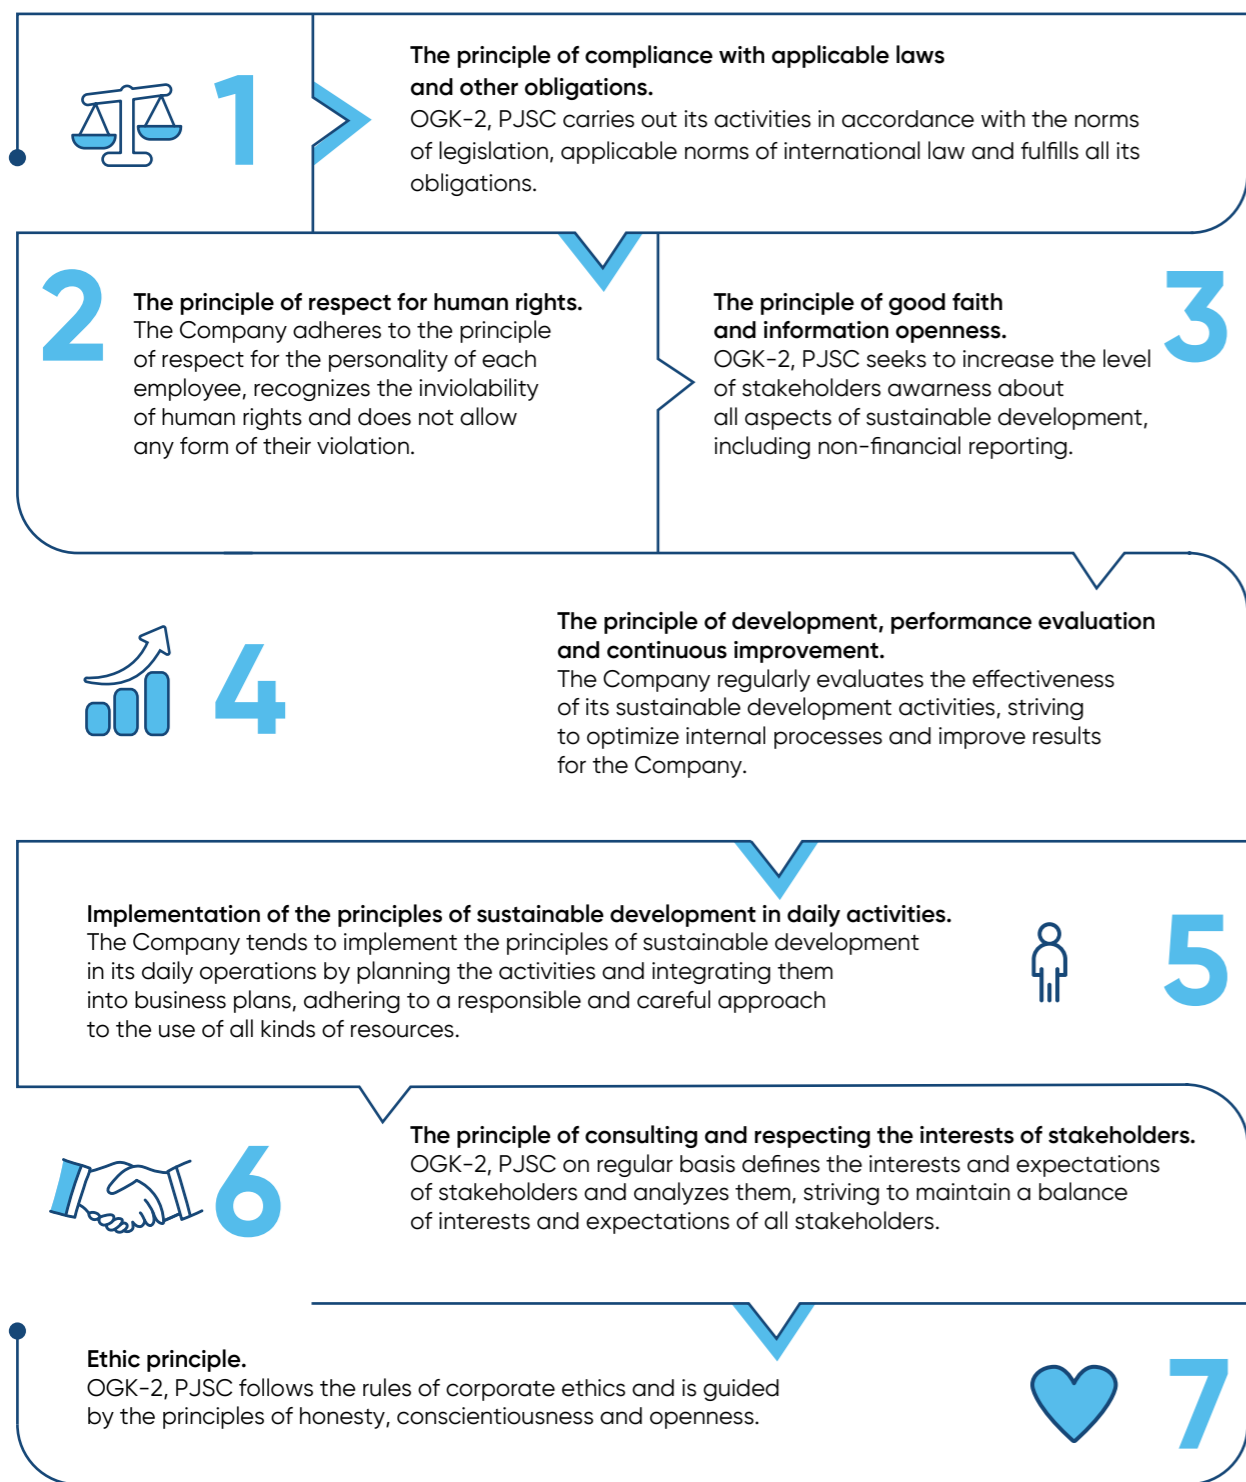 1
The principle of compliance with applicable laws
and other obligations.
OGK-2, PJSC carries out its activities in accordance with the norms
of legislation, applicable norms of international law and fulfills all its
obligations.
2
The principle of respect for human rights.
The Company adheres to the principle
of respect for the personality of each
employee, recognizes the inviolability
of human rights and does not allow
any form of their violation.
3
The principle of good faith
and information openness.
OGK-2, PJSC seeks to increase the level
of stakeholders awarness about
all aspects of sustainable development,
including non-financial reporting.
4
The principle of development, performance evaluation
and continuous improvement.
The Company regularly evaluates the effectiveness
of its sustainable development activities, striving
to optimize internal processes and improve results
for the Company.
5
Implementation of the principles of sustainable development in daily activities.
The Company tends to implement the principles of sustainable development
in its daily operations by planning the activities and integrating them
into business plans, adhering to a responsible and careful approach
to the use of all kinds of resources.
6
The principle of consulting and respecting the interests of stakeholders.
OGK-2, PJSC on regular basis defines the interests and expectations
of stakeholders and analyzes them, striving to maintain a balance
of interests and expectations of all stakeholders.
7
Ethic principle.
OGK-2, PJSC follows the rules of corporate ethics and is guided
by the principles of honesty, conscientiousness and openness.